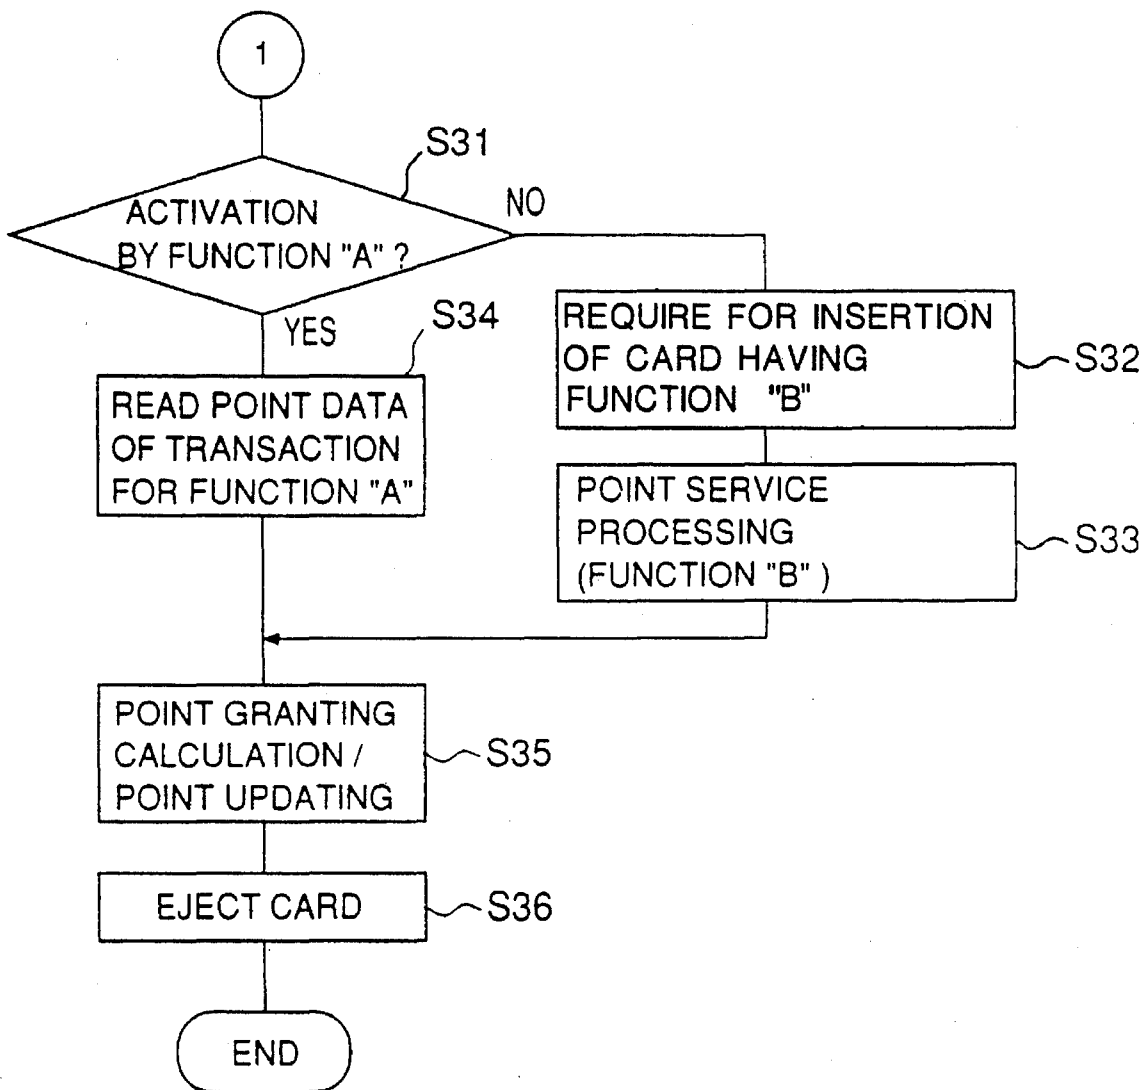 1
S31
ACTIVATION
BY FUNCTION "A" ?
NO
YES
S34
READ POINT DATA
OF TRANSACTION
FOR FUNCTION "A"
REQUIRE FOR INSERTION
OF CARD HAVING
FUNCTION "B"
S32
POINT SERVICE
PROCESSING
(FUNCTION "B" )
S33
POINT GRANTING
CALCULATION /
POINT UPDATING
S35
EJECT CARD
S36
END